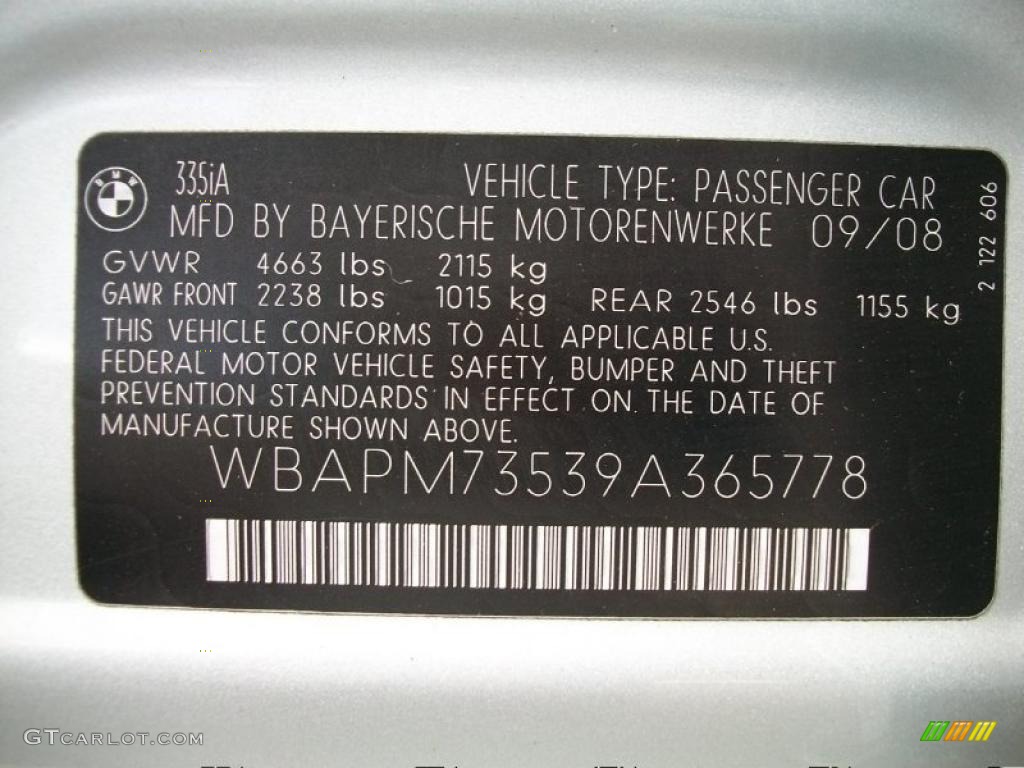 BMW
335iA
VEHICLE TYPE: PASSENGER CAR
MFD BY BAYERISCHE MOTORENWERKE 09/08
GVWR 4663 lbs 2115 kg
GAWR FRONT 2238 lbs 1015 kg REAR 2546 lbs 1155 kg
2 122 606
THIS VEHICLE CONFORMS TO ALL APPLICABLE U.S.
FEDERAL MOTOR VEHICLE SAFETY, BUMPER AND THEFT
PREVENTION STANDARDS IN EFFECT ON THE DATE OF
MANUFACTURE SHOWN ABOVE.
WBAPM73539A365778
GTCARLOT.COM